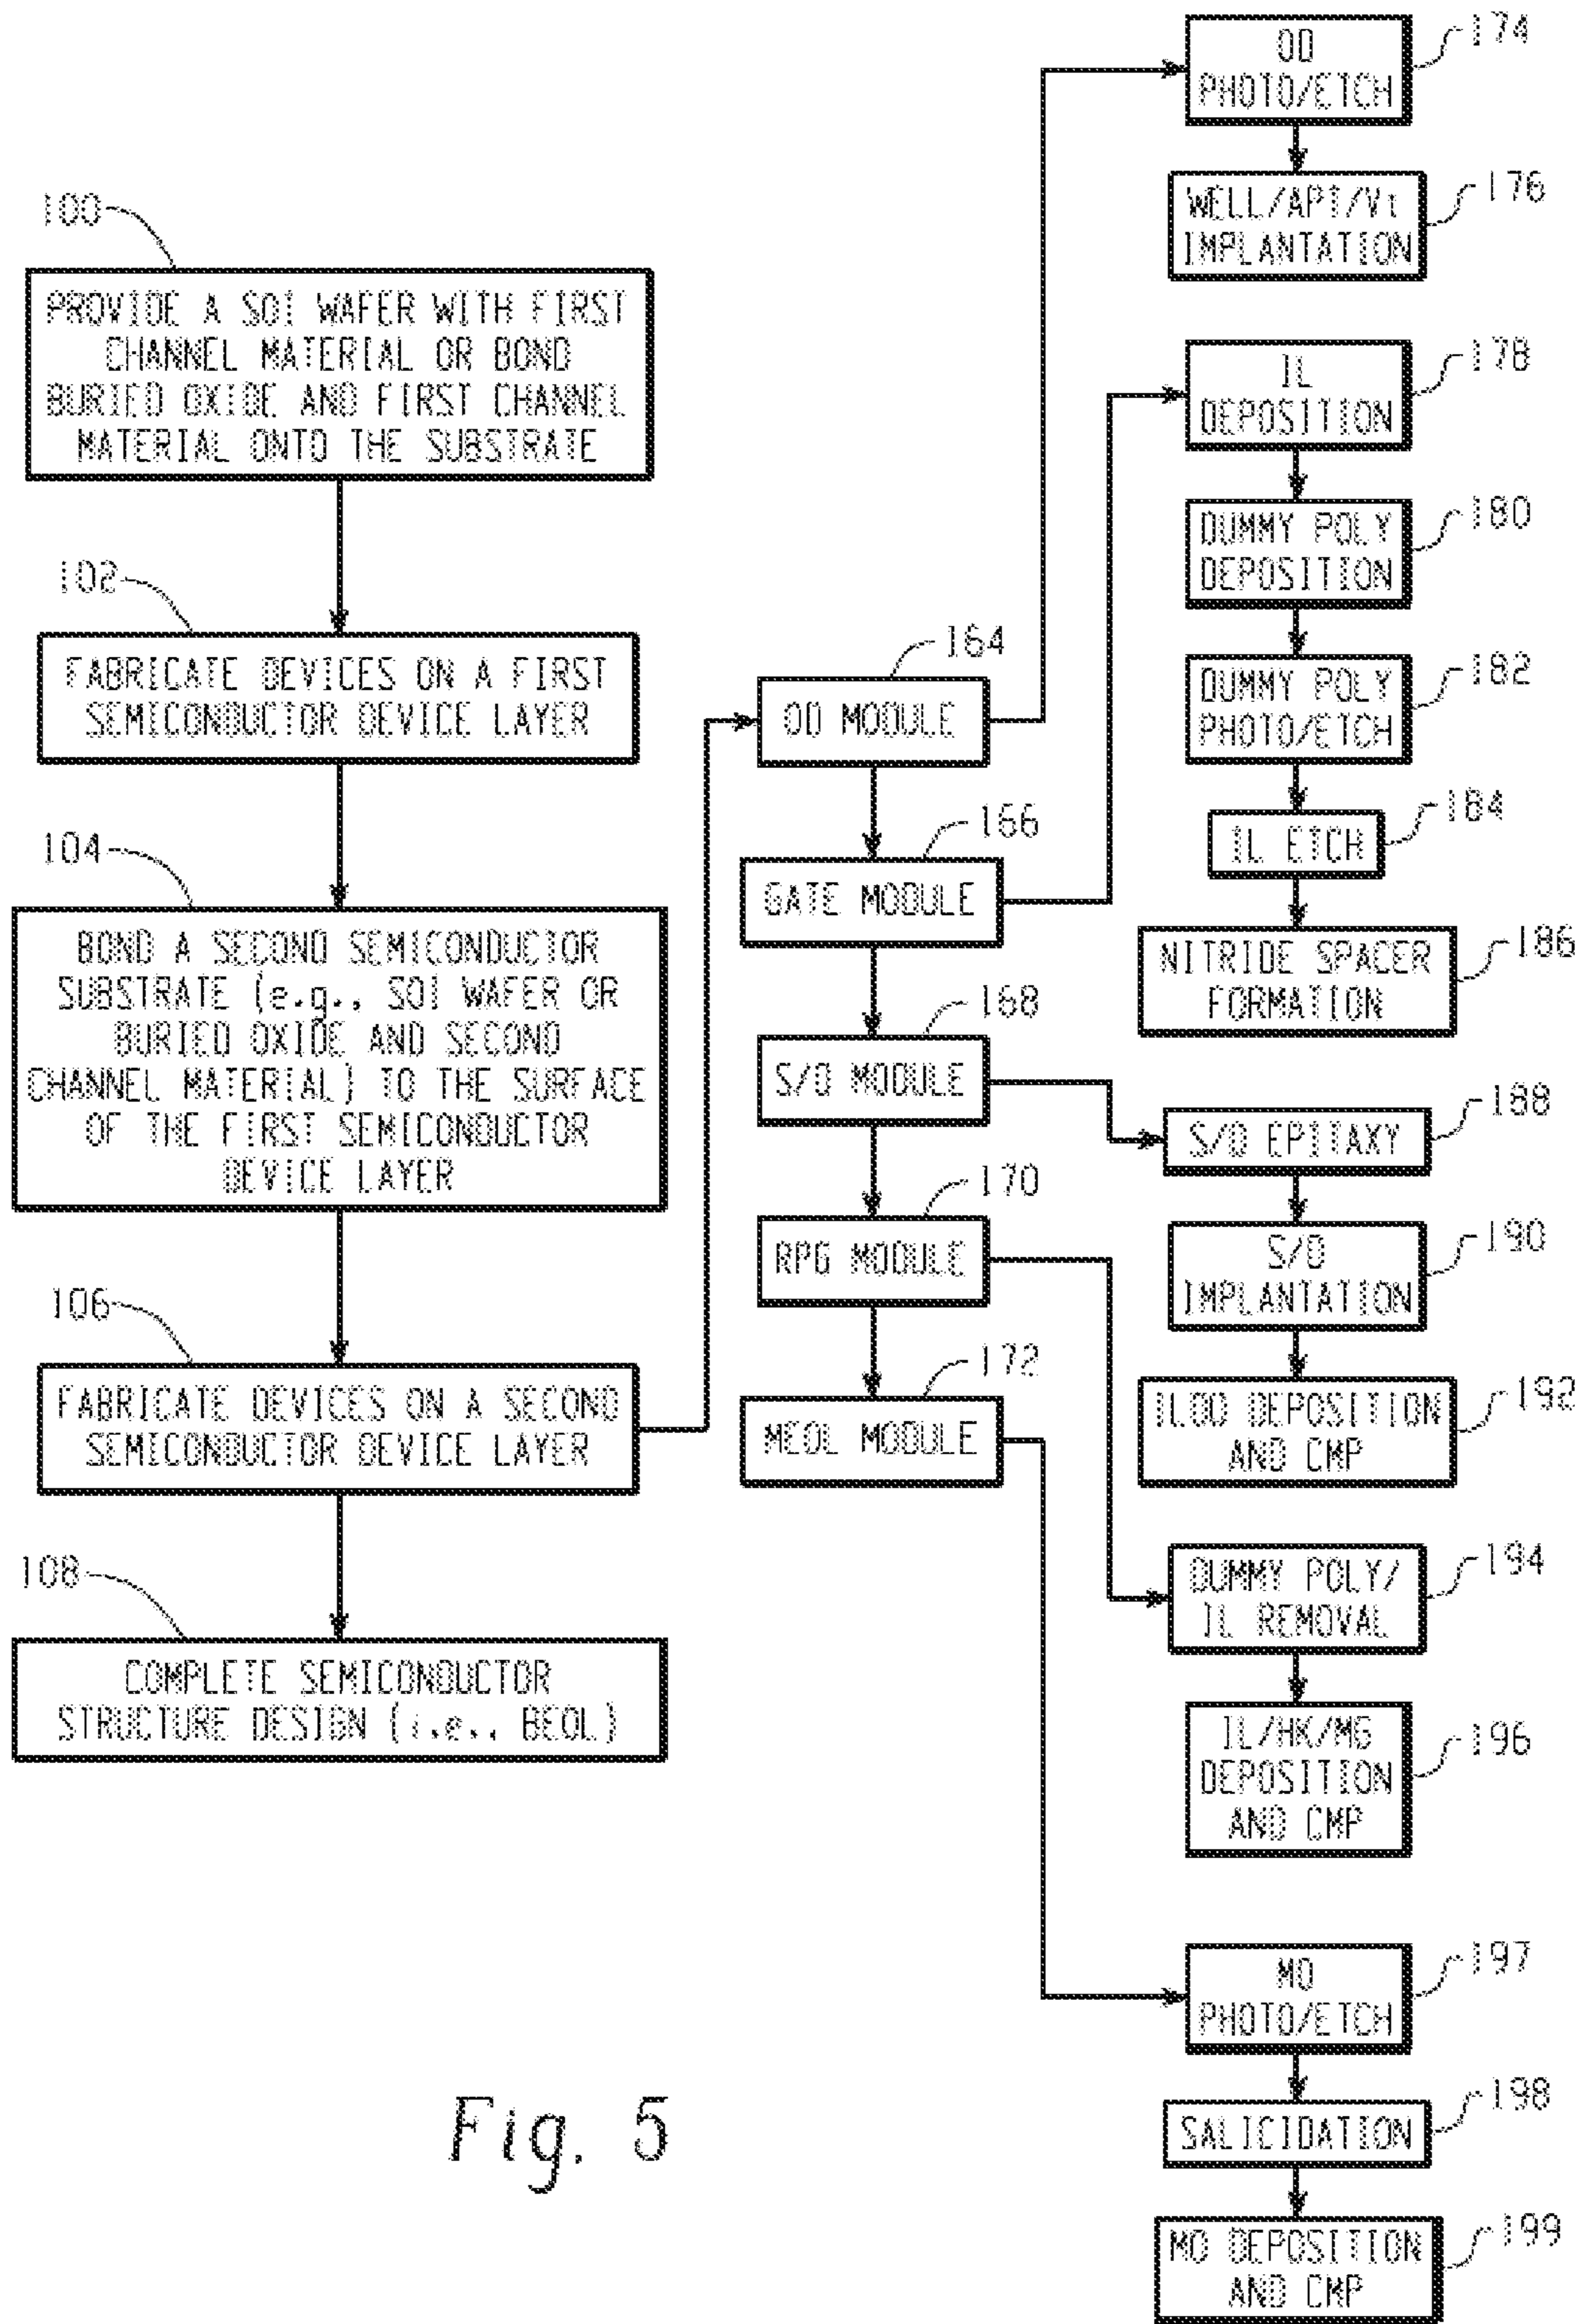 100
PROVIDE A SOI WAFER WITH FIRST
CHANNEL MATERIAL OR BOND
BURIED OXIDE AND FIRST CHANNEL
MATERIAL ONTO THE SUBSTRATE
102
FABRICATE DEVICES ON A FIRST
SEMICONDUCTOR DEVICE LAYER
104
BOND A SECOND SEMICONDUCTOR
SUBSTRATE (e.g., SOI WAFER OR
BURIED OXIDE AND SECOND
CHANNEL MATERIAL) TO THE SURFACE
OF THE FIRST SEMICONDUCTOR
DEVICE LAYER
106
FABRICATE DEVICES ON A SECOND
SEMICONDUCTOR DEVICE LAYER
108
COMPLETE SEMICONDUCTOR
STRUCTURE DESIGN (i.e., BEOL)
164
OD MODULE
166
GATE MODULE
168
S/D MODULE
170
RPG MODULE
172
MEOL MODULE
174
OD
PHOTO/ETCH
176
WELL/APT/Vt
IMPLANTATION
178
IL
DEPOSITION
180
DUMMY POLY
DEPOSITION
182
DUMMY POLY
PHOTO/ETCH
184
IL ETCH
186
NITRIDE SPACER
FORMATION
188
S/D EPITAXY
190
S/D
IMPLANTATION
192
ILD0 DEPOSITION
AND CMP
194
DUMMY POLY/
IL REMOVAL
196
IL/HK/MG
DEPOSITION
AND CMP
197
M0
PHOTO/ETCH
198
SALICIDATION
199
M0 DEPOSITION
AND CMP
Fig. 5